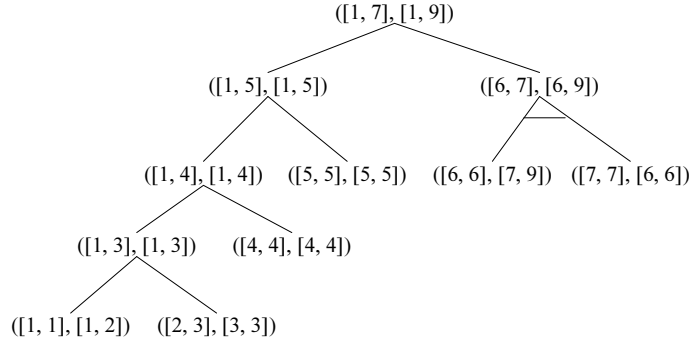 ([1, 7], [1, 9])
([1, 5], [1, 5]) ([6, 7], [6, 9])
([1, 4], [1, 4]) ([5, 5], [5, 5]) ([6, 6], [7, 9]) ([7, 7], [6, 6])
([1, 3], [1, 3]) ([4, 4], [4, 4])
([1, 1], [1, 2]) ([2, 3], [3, 3])